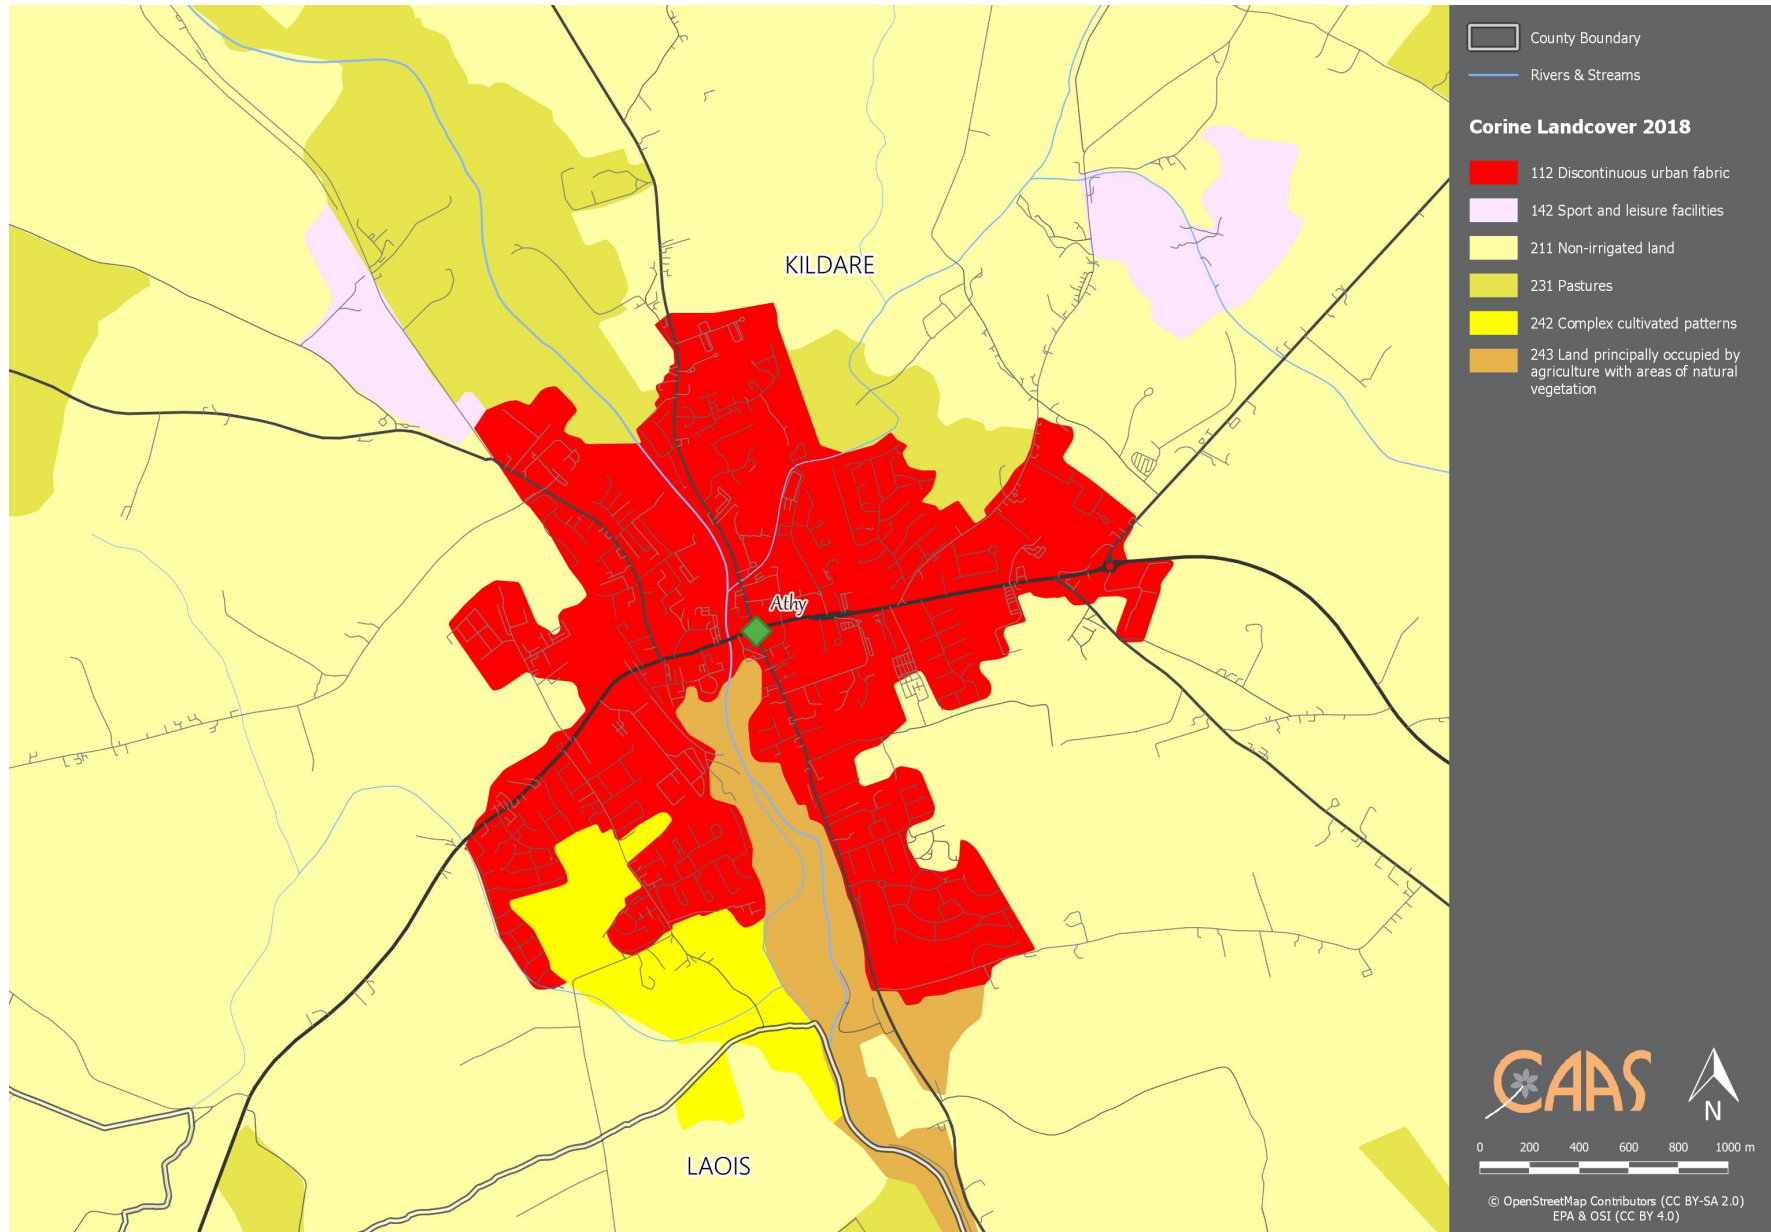 KILDARE
Athy
LAOIS
County Boundary
Rivers & Streams
Corine Landcover 2018
112 Discontinuous urban fabric
142 Sport and leisure facilities
211 Non-irrigated land
231 Pastures
242 Complex cultivated patterns
243 Land principally occupied by
agriculture with areas of natural
vegetation
CAAS
N
0 200 400 600 800 1000 m
© OpenStreetMap Contributors (CC BY-SA 2.0)
EPA & OSI (CC BY 4.0)